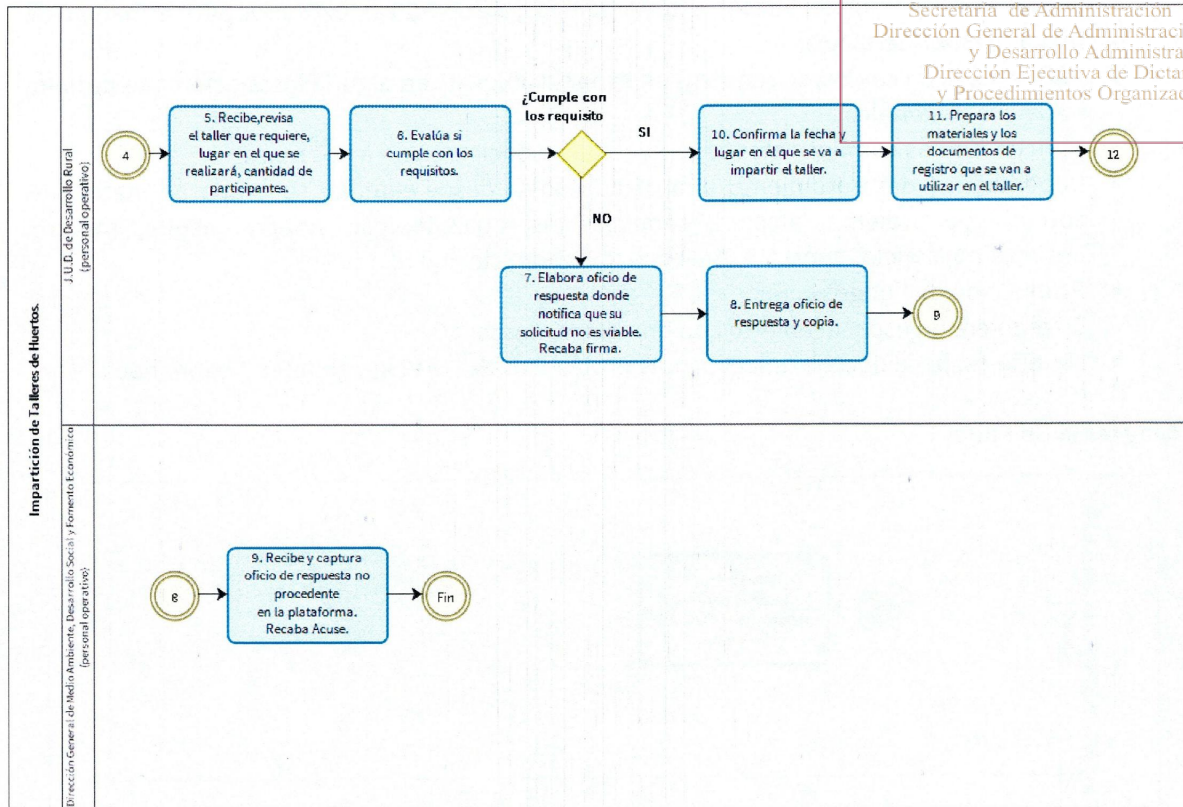 Secretaría de Administración
Dirección General de Administraci
y Desarrollo Administra
Dirección Ejecutiva de Dicta
y Procedimientos Organizac
Impartición de Talleres de Huertos.
J.U.D. de Desarrollo Rural
(personal operativo)
4
5. Recibe,revisa
el taller que requiere,
lugar en el que se
realizará, cantidad de
participantes.
6. Evalúa si
cumple con los
requisitos.
¿Cumple con
los requisito
SI
10. Confirma la fecha y
lugar en el que se va a
impartir el taller.
11. Prepara los
materiales y los
documentos de
registro que se van a
utilizar en el taller.
12
NO
7. Elabora oficio de
respuesta donde
notifica que su
solicitud no es viable.
Recaba firma.
8. Entrega oficio de
respuesta y copia.
9
Dirección General de Medio Ambiente, Desarrollo Social y Fomento Económico
(personal operativo)
8
9. Recibe y captura
oficio de respuesta no
procedente
en la plataforma.
Recaba Acuse.
Fin